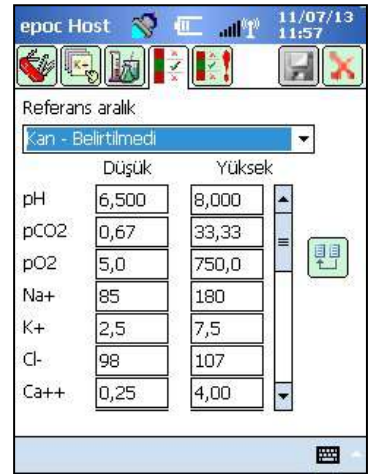 epoc Host 11/07/13
11:57
K+
Referans aralık
Kan - Belirtilmedi
Düşük Yüksek
pH 6,500 8,000
pCO2 0,67 33,33
pO2 5,0 750,0
Na+ 85 180
K+ 2,5 7,5
Cl- 98 107
Ca++ 0,25 4,00